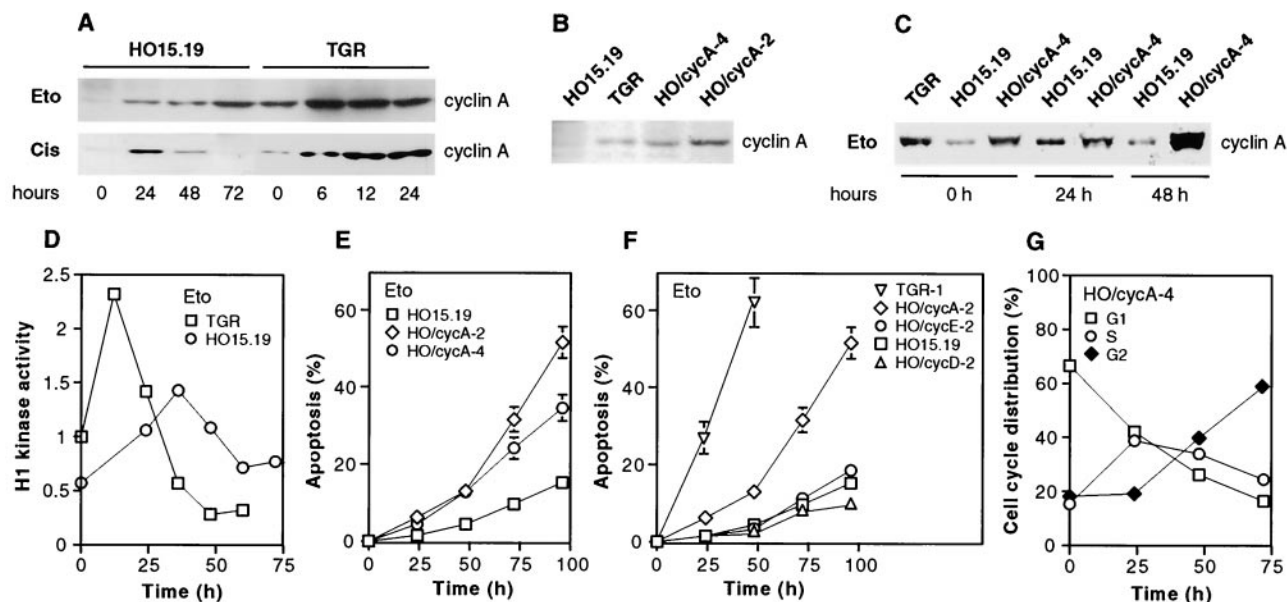 A
HO15.19 TGR
Eto cyclin A
Cis cyclin A
hours 0 24 48 72 0 6 12 24
B
HO15.19 TGR HO/cycA-4 HO/cycA-2
cyclin A
C
TGR HO15.19 HO/cycA-4 HO15.19 HO/cycA-4 HO15.19 HO/cycA-4
Eto cyclin A
hours 0 h 24 h 48 h
D
H1 kinase activity
2.5
2
1.5
1
0.5
0
Eto
TGR
HO15.19
0 25 50 75
Time (h)
E
Apoptosis (%)
60
40
20
0
Eto
HO15.19
HO/cycA-2
HO/cycA-4
0 25 50 75 100
Time (h)
F
Apoptosis (%)
60
40
20
0
Eto
TGR-1
HO/cycA-2
HO/cycE-2
HO15.19
HO/cycD-2
0 25 50 75 100
Time (h)
G
Cell cycle distribution (%)
100
80
60
40
20
0
HO/cycA-4
G1
S
G2
0 25 50 75
Time (h)